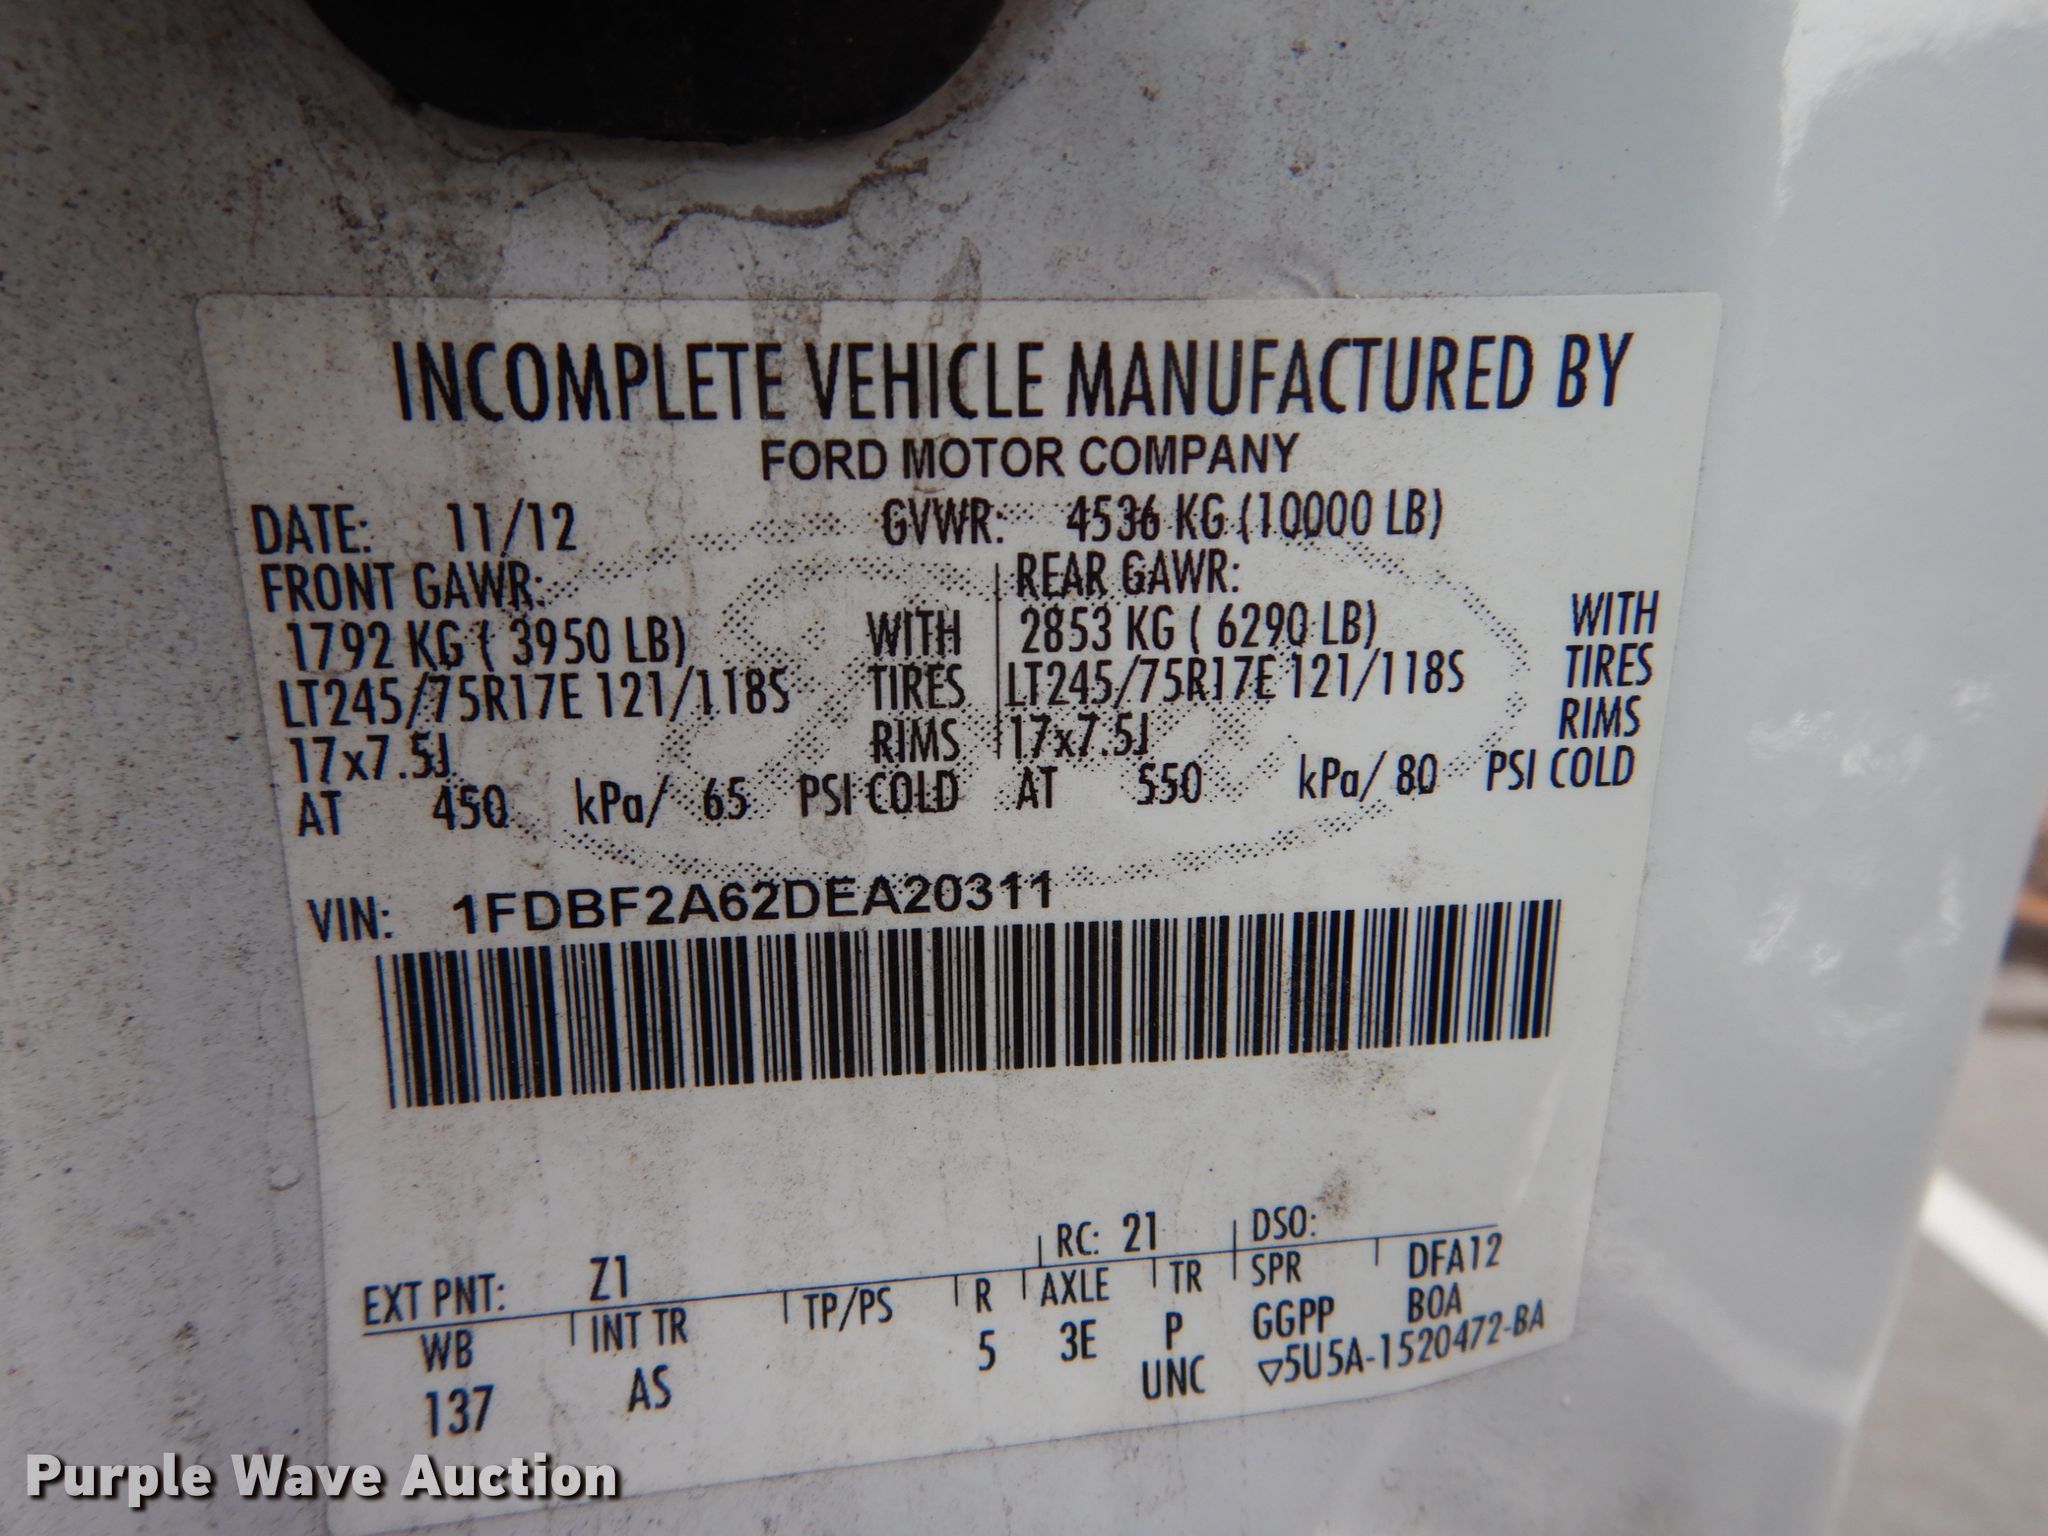 INCOMPLETE VEHICLE MANUFACTURED BY
FORD MOTOR COMPANY
DATE: 11/12 GVWR: 4536 KG (10000 LB)
FRONT GAWR: REAR GAWR:
1792 KG ( 3950 LB) WITH 2853 KG ( 6290 LB) WITH
LT245/75R17E 121/118S TIRES LT245/75R17E 121/118S TIRES
17x7.5J RIMS 17x7.5J RIMS
AT 450 kPa/ 65 PSI COLD AT 550 kPa/ 80 PSI COLD
VIN: 1FDBF2A62DEA20311
EXT PNT: Z1 RC: 21 DSO:
WB INT TR TP/PS R AXLE TR SPR DFA12
137 AS 5 3E P GGPP BOA
UNC ▽5U5A-1520472-BA
Purple Wave Auction